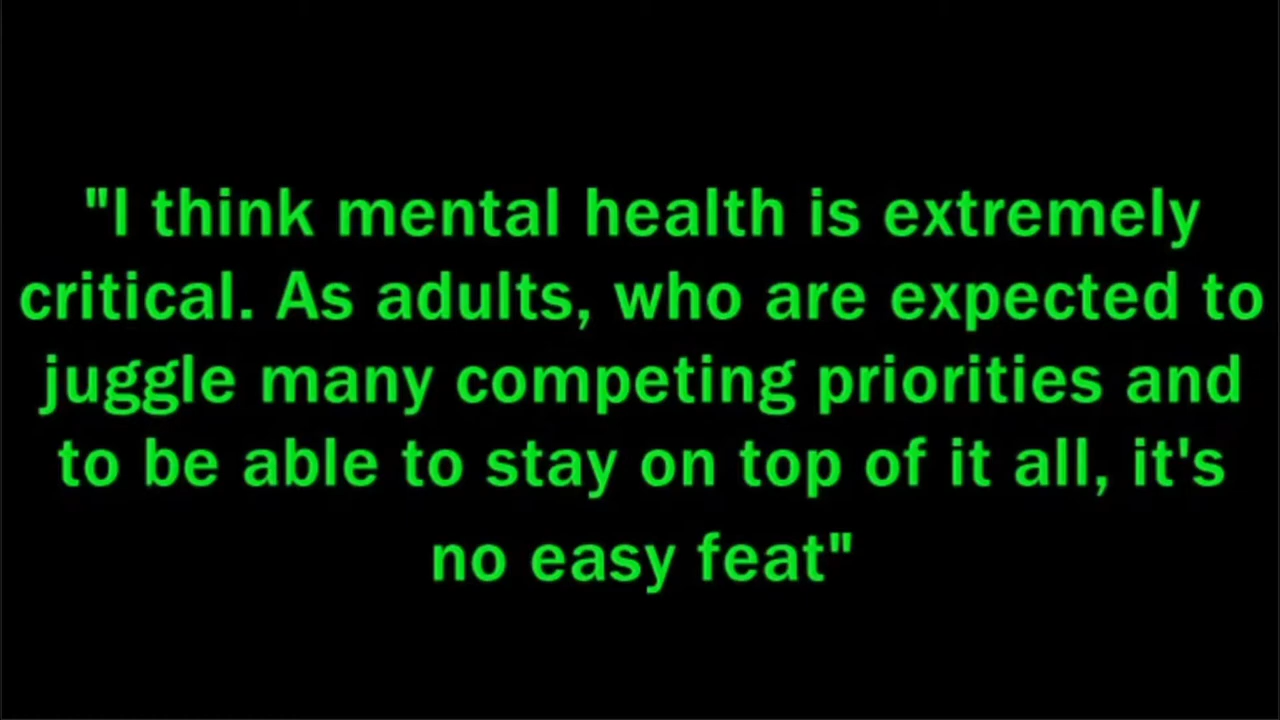 "I think mental health is extremely
critical. As adults, who are expected to
juggle many competing priorities and
to be able to stay on top of it all, it's
no easy feat"